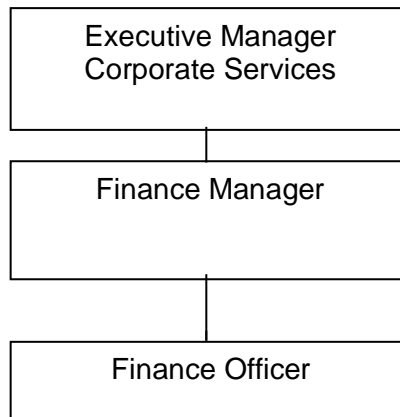 Executive Manager
Corporate Services
Finance Manager
Finance Officer